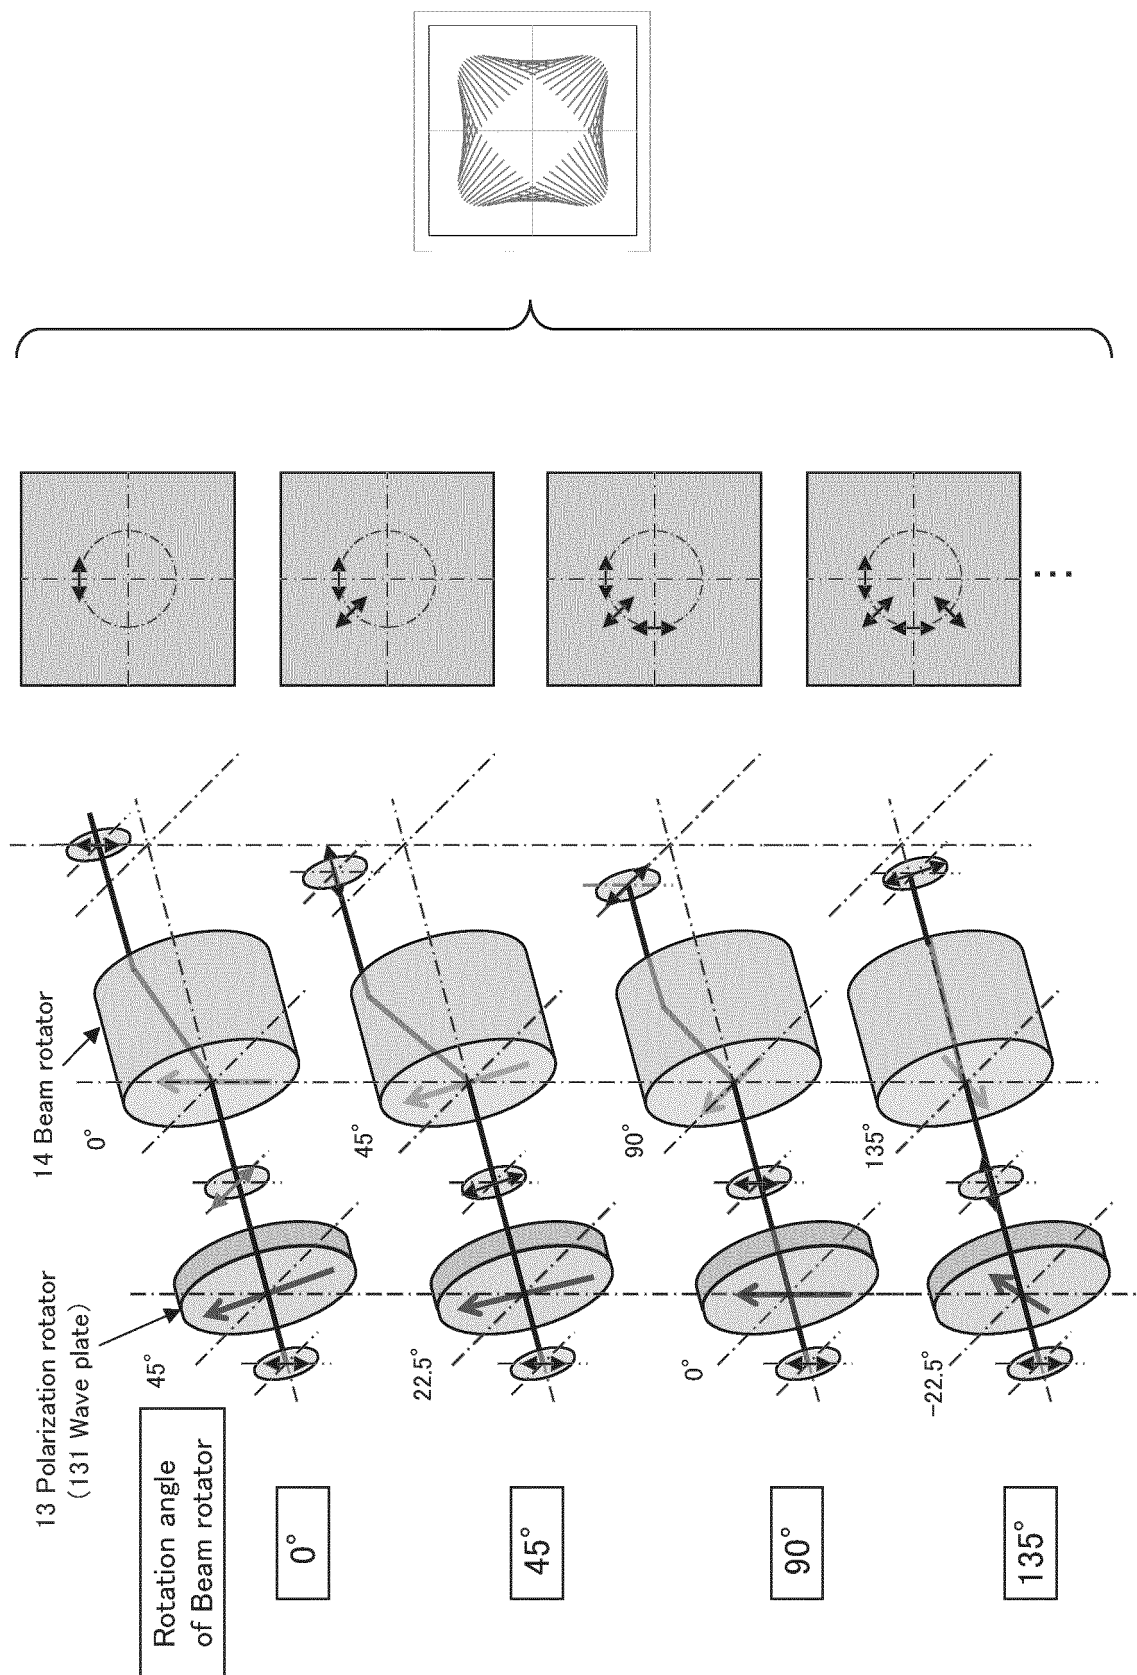 13 Polarization rotator
(131 Wave plate)
14 Beam rotator
Rotation angle
of Beam rotator
0°
45°
0°
45°
22.5°
45°
90°
0°
90°
135°
-22.5°
135°
...